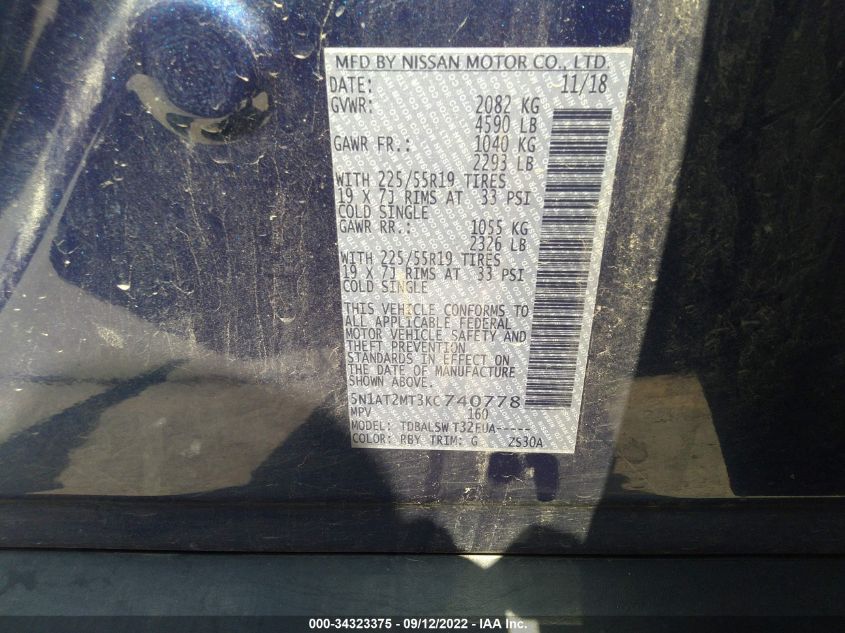 MFD BY NISSAN MOTOR CO., LTD.
DATE: 11/18
GVWR: 2082 KG
4590 LB
GAWR FR.: 1040 KG
2293 LB
WITH 225/55R19 TIRES
19 X 7J RIMS AT 33 PSI
COLD SINGLE
GAWR RR.: 1055 KG
2326 LB
WITH 225/55R19 TIRES
19 X 7J RIMS AT 33 PSI
COLD SINGLE
THIS VEHICLE CONFORMS TO
ALL APPLICABLE FEDERAL
MOTOR VEHICLE SAFETY AND
THEFT PREVENTION
STANDARDS IN EFFECT ON
THE DATE OF MANUFACTURE
SHOWN ABOVE.
5N1AT2MT3KC740778
MPV 160
MODEL: TDBALSW T32EUA-----
COLOR: RBY TRIM: G ZS30A
000-34323375 - 09/12/2022 - IAA Inc.